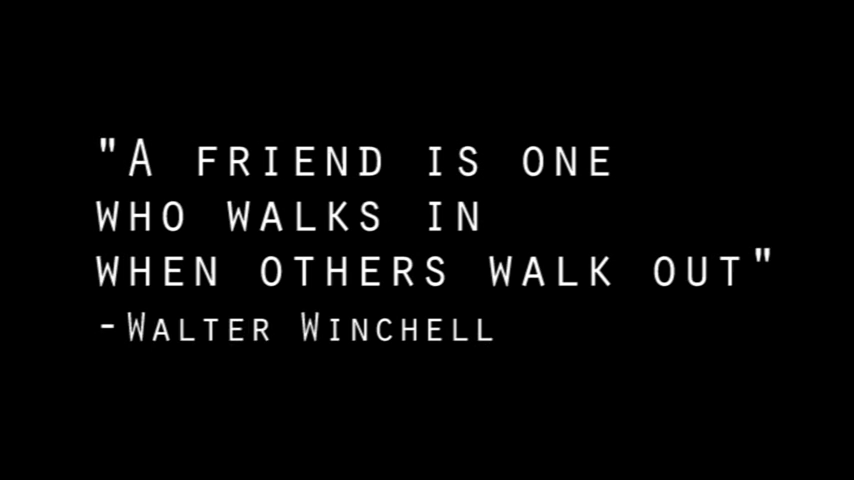 "A FRIEND IS ONE
WHO WALKS IN
WHEN OTHERS WALK OUT"
-WALTER WINCHELL